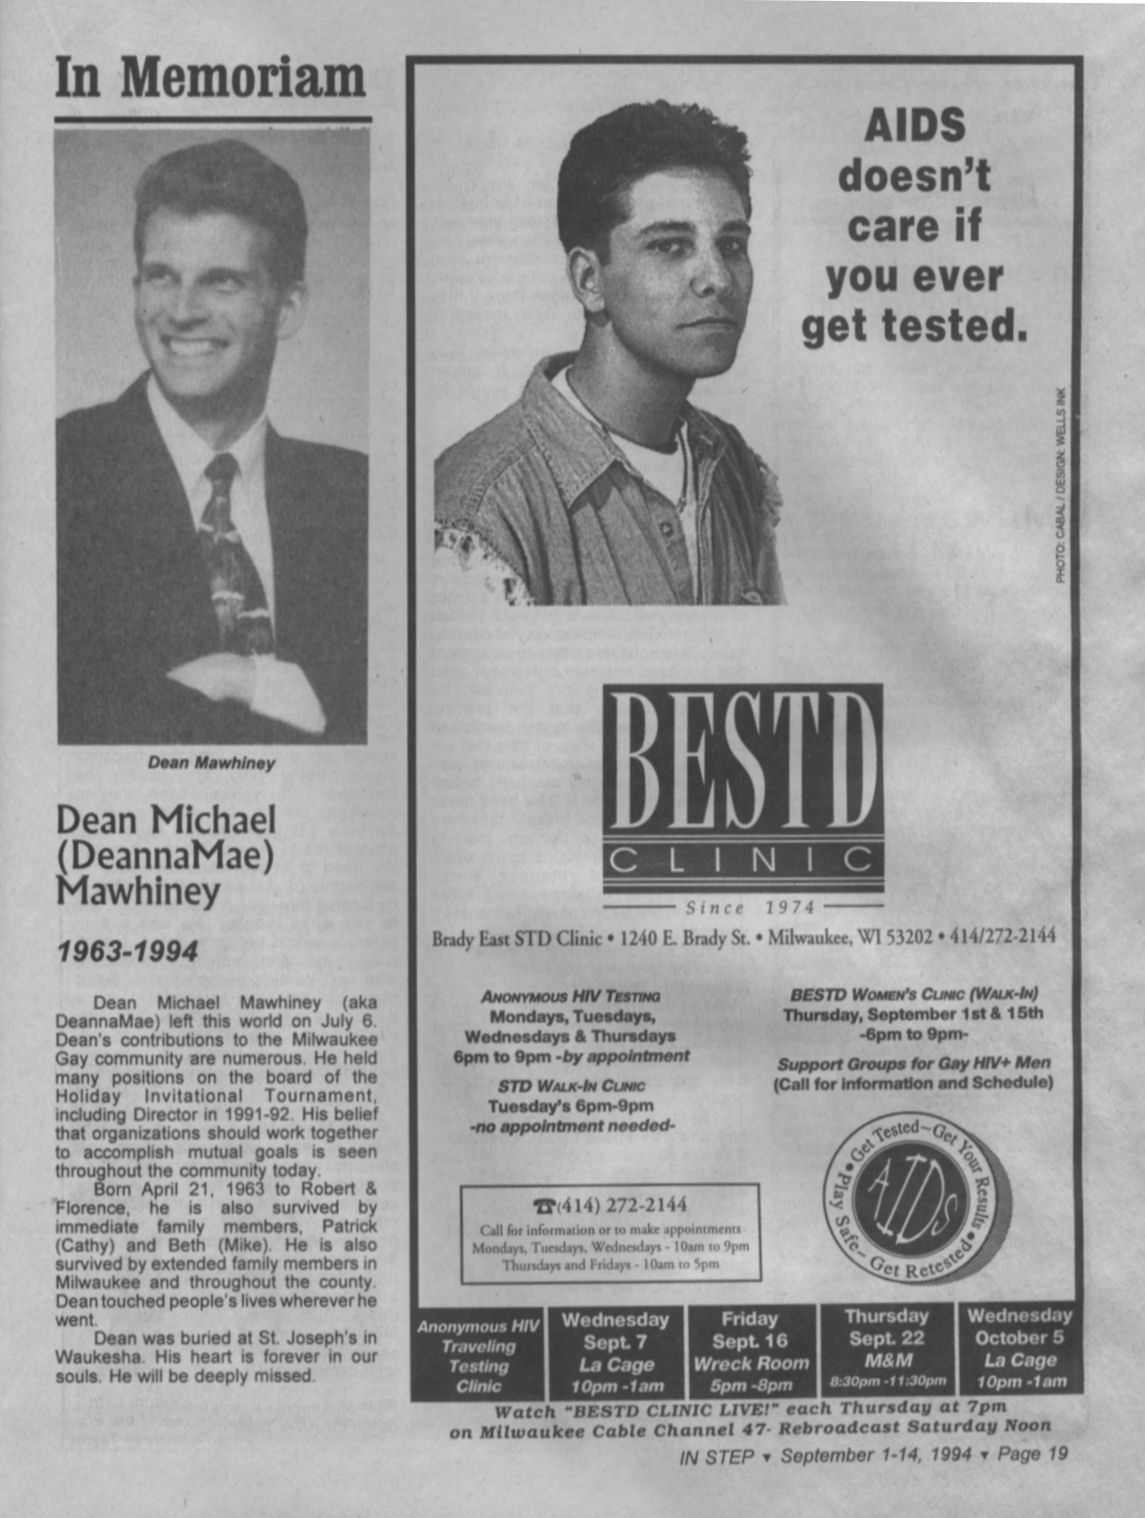 In Memoriam
Dean Mawhiney
Dean Michael
(DeannaMae)
Mawhiney
1963-1994
Dean Michael Mawhiney (aka
DeannaMae) left this world on July 6.
Dean's contributions to the Milwaukee
Gay community are numerous. He held
many positions on the board of the
Holiday Invitational Tournament,
including Director in 1991-92. His belief
that organizations should work together
to accomplish mutual goals is seen
throughout the community today.
Born April 21, 1963 to Robert &
Florence, he is also survived by
immediate family members, Patrick
(Cathy) and Beth (Mike). He is also
survived by extended family members in
Milwaukee and throughout the county.
Dean touched people's lives wherever he
went.
Dean was buried at St. Joseph's in
Waukesha. His heart is forever in our
souls. He will be deeply missed.
AIDS
doesn't
care if
you ever
get tested.
PHOTO: CABAL / DESIGN: WELLS INK
BESTD
CLINIC
Since 1974
Brady East STD Clinic • 1240 E. Brady St. • Milwaukee, WI 53202 • 414/272-2144
ANONYMOUS HIV TESTING
Mondays, Tuesdays,
Wednesdays & Thursdays
6pm to 9pm -by appointment
STD WALK-IN CLINIC
Tuesday's 6pm-9pm
-no appointment needed-
BESTD WOMEN'S CLINIC (WALK-IN)
Thursday, September 1st & 15th
-6pm to 9pm-
Support Groups for Gay HIV+ Men
(Call for information and Schedule)
☎(414) 272-2144
Call for information or to make appointments
Mondays, Tuesdays, Wednesdays - 10am to 9pm
Thursdays and Fridays - 10am to 5pm
Get Tested~Get Your Results•Get Retested~Play Safe•
AIDS
Anonymous HIV
Traveling
Testing
Clinic
Wednesday
Sept. 7
La Cage
10pm -1am
Friday
Sept. 16
Wreck Room
5pm -8pm
Thursday
Sept. 22
M&M
8:30pm -11:30pm
Wednesday
October 5
La Cage
10pm -1am
Watch "BESTD CLINIC LIVE!" each Thursday at 7pm
on Milwaukee Cable Channel 47- Rebroadcast Saturday Noon
IN STEP ▼ September 1-14, 1994 ▼ Page 19